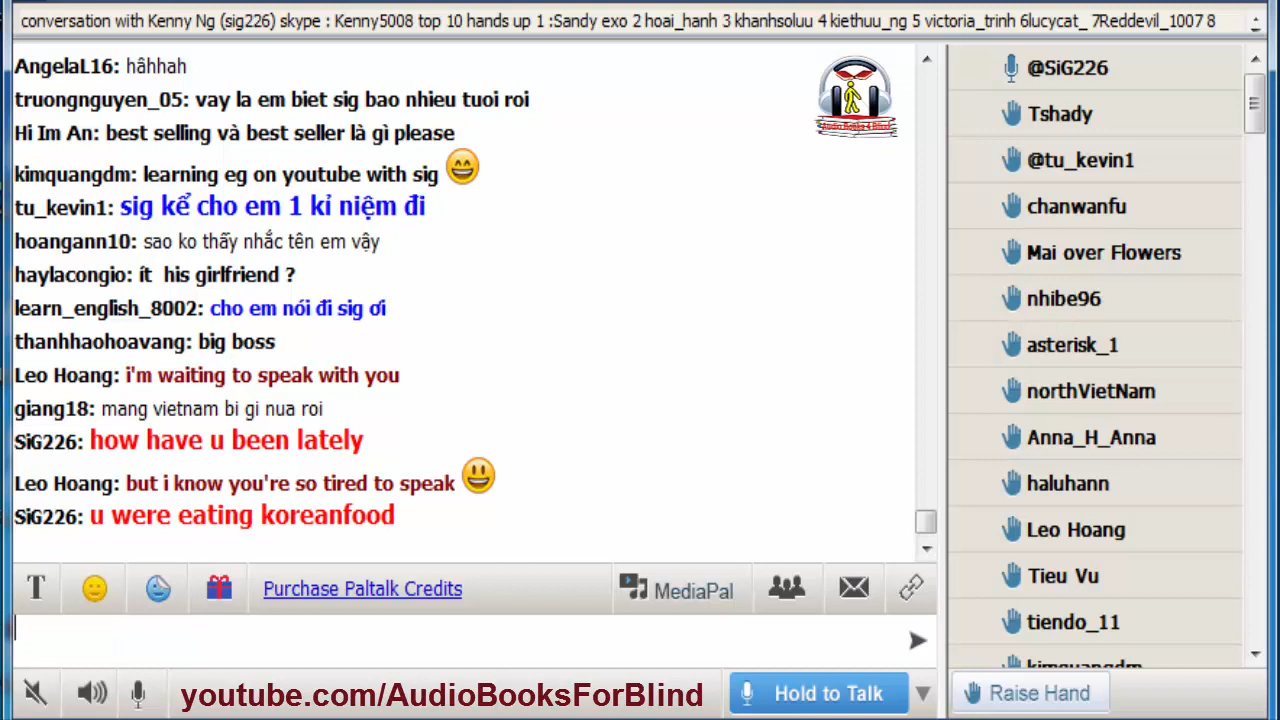 conversation with Kenny Ng (sig226) skype : Kenny5008 top 10 hands up 1 :Sandy exo 2 hoai_hanh 3 khanhsoluu 4 kiethuu_ng 5 victoria_trinh 6lucycat_ 7Reddevil_1007 8
AngelaL16: hâhhah
truongnguyen_05: vay la em biet sig bao nhieu tuoi roi
Hi Im An: best selling và best seller là gì please
kimquangdm: learning eg on youtube with sig
tu_kevin1: sig kể cho em 1 kỉ niệm đi
hoangann10: sao ko thấy nhắc tên em vậy
haylacongio: ít his girlfriend ?
learn_english_8002: cho em nói đi sig ơi
thanhhaohoavang: big boss
Leo Hoang: i'm waiting to speak with you
giang18: mang vietnam bi gi nua roi
SiG226: how have u been lately
Leo Hoang: but i know you're so tired to speak
SiG226: u were eating koreanfood
Audio Books 4 Blind
@SiG226
Tshady
@tu_kevin1
chanwanfu
Mai over Flowers
nhibe96
asterisk_1
northVietNam
Anna_H_Anna
haluhann
Leo Hoang
Tieu Vu
tiendo_11
kimquangdm
T
Purchase Paltalk Credits
MediaPal
youtube.com/AudioBooksForBlind
Hold to Talk
Raise Hand